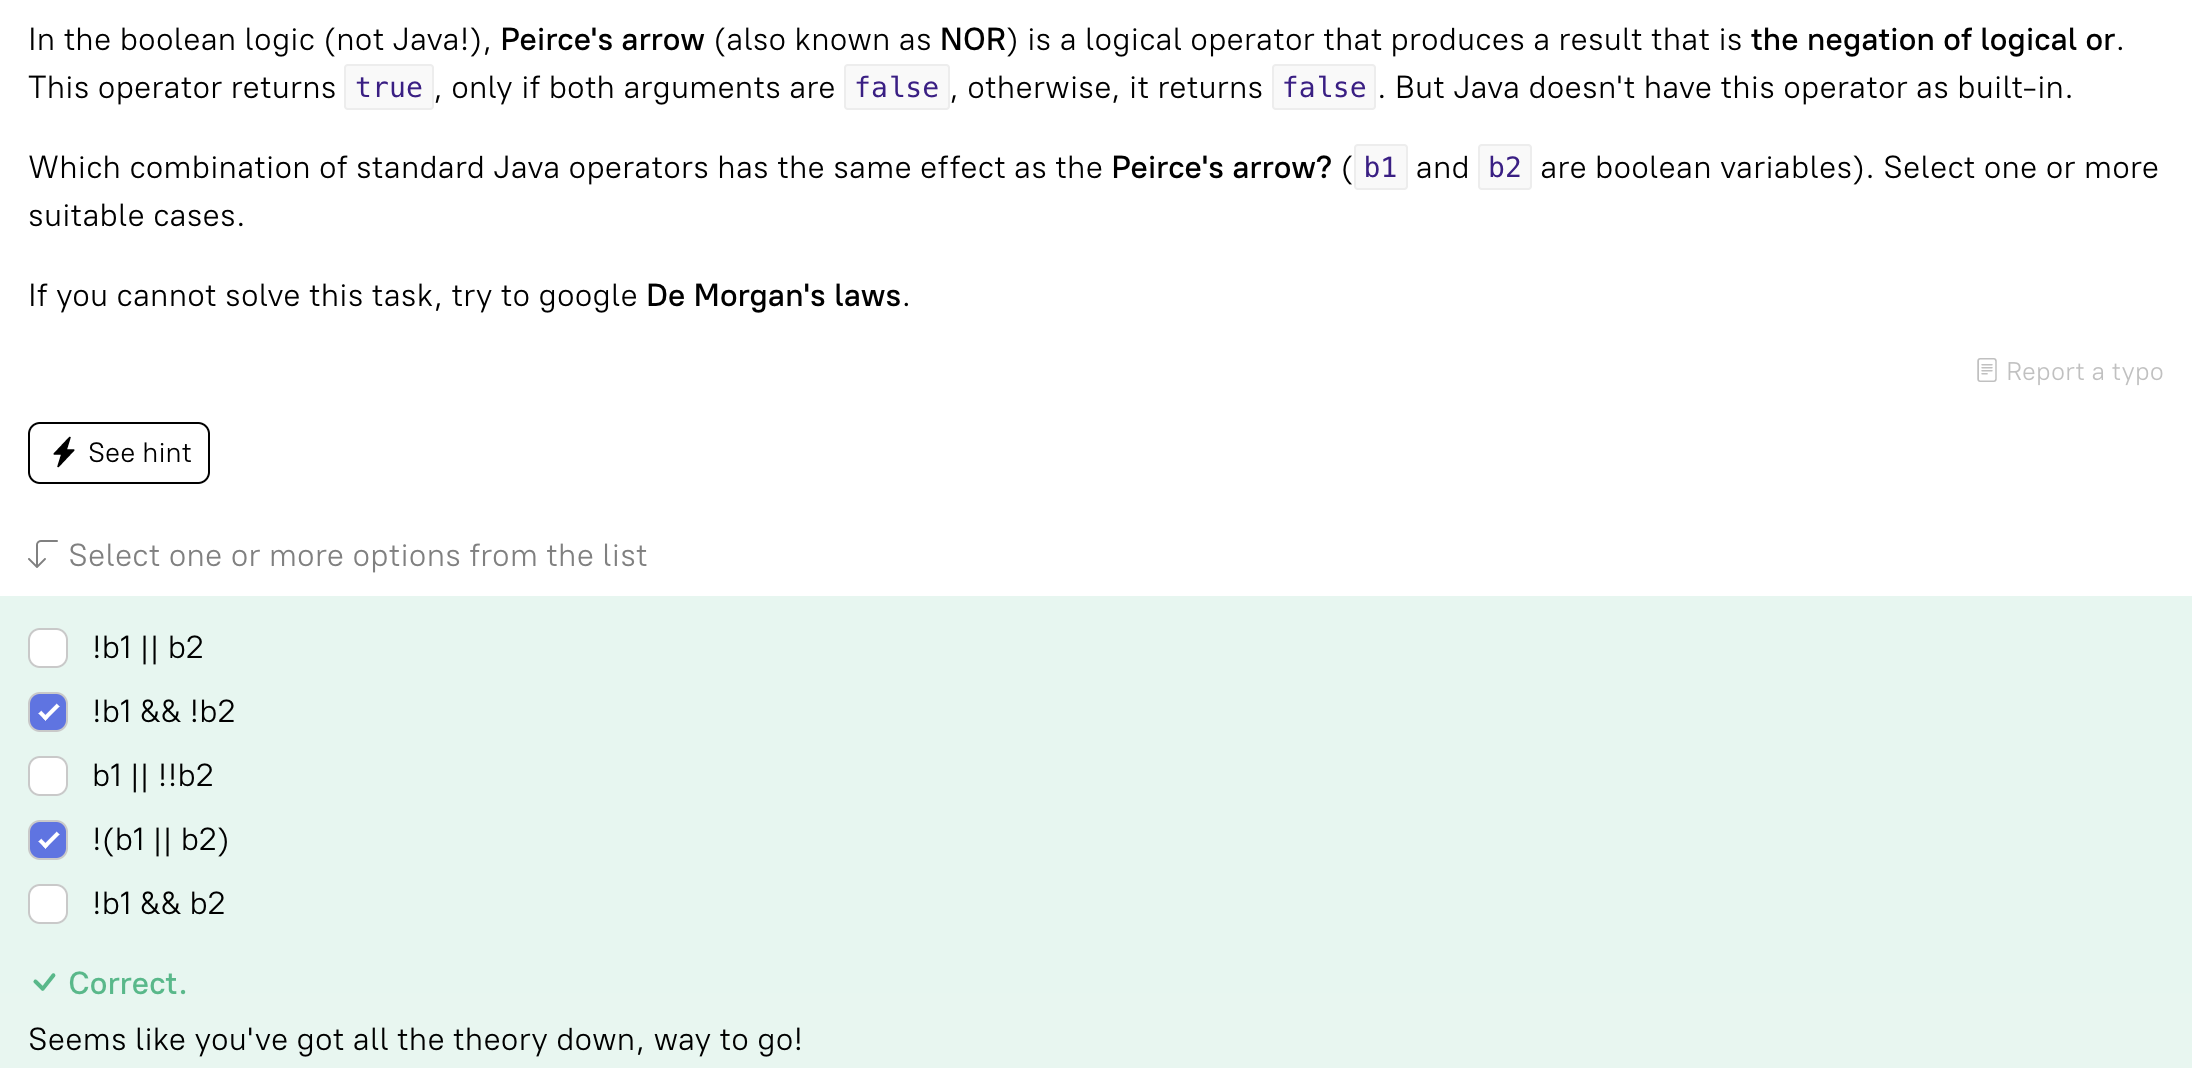 In the boolean logic (not Java!), Peirce's arrow (also known as NOR) is a logical operator that produces a result that is the negation of logical or.
This operator returns true, only if both arguments are false, otherwise, it returns false. But Java doesn't have this operator as built-in.
Which combination of standard Java operators has the same effect as the Peirce's arrow? (b1 and b2 are boolean variables). Select one or more
suitable cases.
If you cannot solve this task, try to google De Morgan's laws.
Report a typo
See hint
Select one or more options from the list
!b1 || b2
!b1 && !b2
b1 || !!b2
!(b1 || b2)
!b1 && b2
Correct.
Seems like you've got all the theory down, way to go!